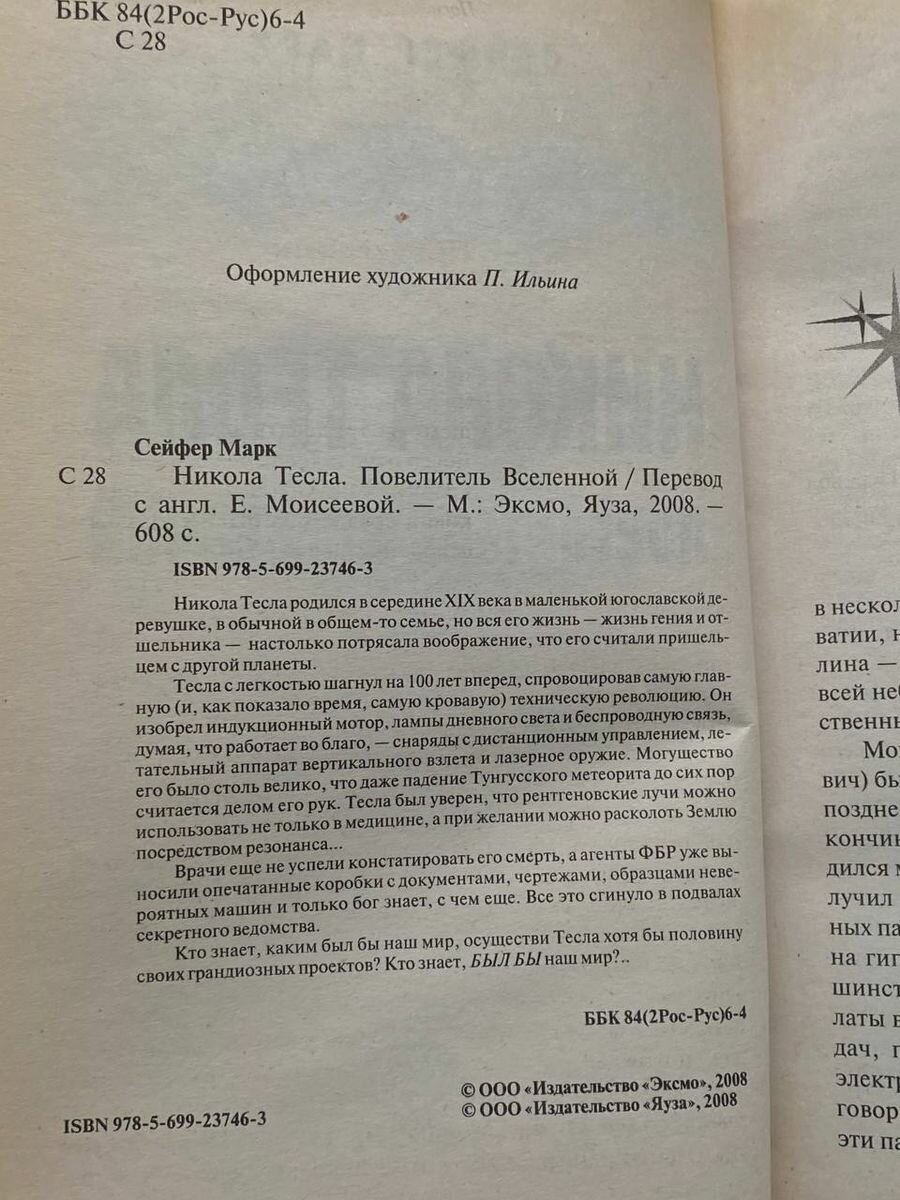 ББК 84(2Рос-Рус)6-4
С 28
Оформление художника П. Ильина
Сейфер Марк
С 28 Никола Тесла. Повелитель Вселенной / Перевод
с англ. Е. Моисеевой. — М.: Эксмо, Яуза, 2008. —
608 с.
ISBN 978-5-699-23746-3
Никола Тесла родился в середине XIX века в маленькой югославской де-
ревушке, в обычной в общем-то семье, но вся его жизнь — жизнь гения и от-
шельника — настолько потрясала воображение, что его считали пришель-
цем с другой планеты.
Тесла с легкостью шагнул на 100 лет вперед, спровоцировав самую глав-
ную (и, как показало время, самую кровавую) техническую революцию. Он
изобрел индукционный мотор, лампы дневного света и беспроводную связь,
думая, что работает во благо, — снаряды с дистанционным управлением, ле-
тательный аппарат вертикального взлета и лазерное оружие. Могущество
его было столь велико, что даже падение Тунгусского метеорита до сих пор
считается делом его рук. Тесла был уверен, что рентгеновские лучи можно
использовать не только в медицине, а при желании можно расколоть Землю
посредством резонанса...
Врачи еще не успели констатировать его смерть, а агенты ФБР уже вы-
носили опечатанные коробки с документами, чертежами, образцами неве-
роятных машин и только бог знает, с чем еще. Все это сгинуло в подвалах
секретного ведомства.
Кто знает, каким был бы наш мир, осуществи Тесла хотя бы половину
своих грандиозных проектов? Кто знает, БЫЛ БЫ наш мир?..
ББК 84(2Рос-Рус)6-4
© ООО «Издательство «Эксмо», 2008
© ООО «Издательство «Яуза», 2008
ISBN 978-5-699-23746-3
в неско
ватии, н
лина —
всей не
ственны
Мо
вич) бы
поздне
кончин
дился м
лучил
ных па
на гиг
шинст
латы в
дач, п
элект
говор
эти па